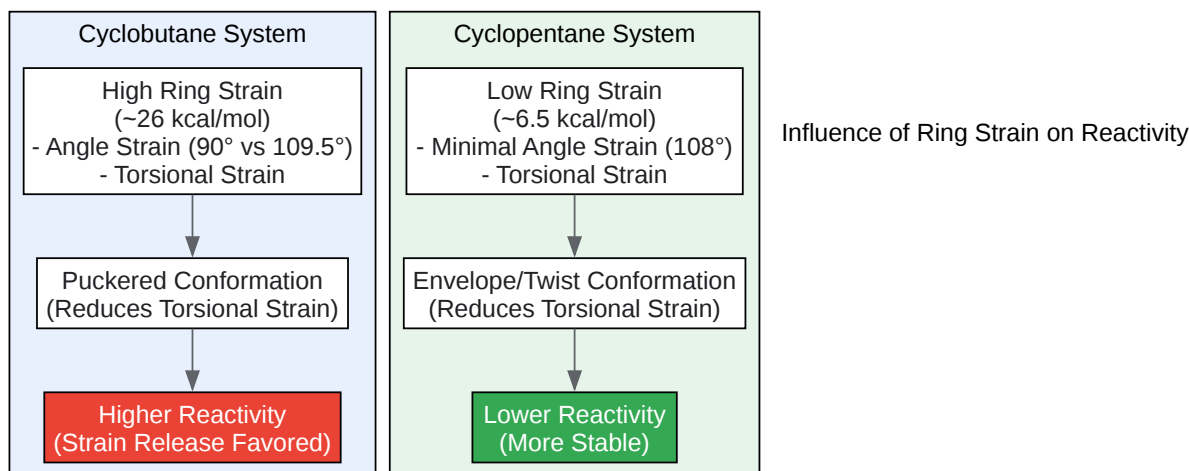 Cyclobutane System
High Ring Strain
(~26 kcal/mol)
- Angle Strain (90° vs 109.5°)
- Torsional Strain
Puckered Conformation
(Reduces Torsional Strain)
Higher Reactivity
(Strain Release Favored)
Cyclopentane System
Low Ring Strain
(~6.5 kcal/mol)
- Minimal Angle Strain (108°)
- Torsional Strain
Envelope/Twist Conformation
(Reduces Torsional Strain)
Lower Reactivity
(More Stable)
Influence of Ring Strain on Reactivity